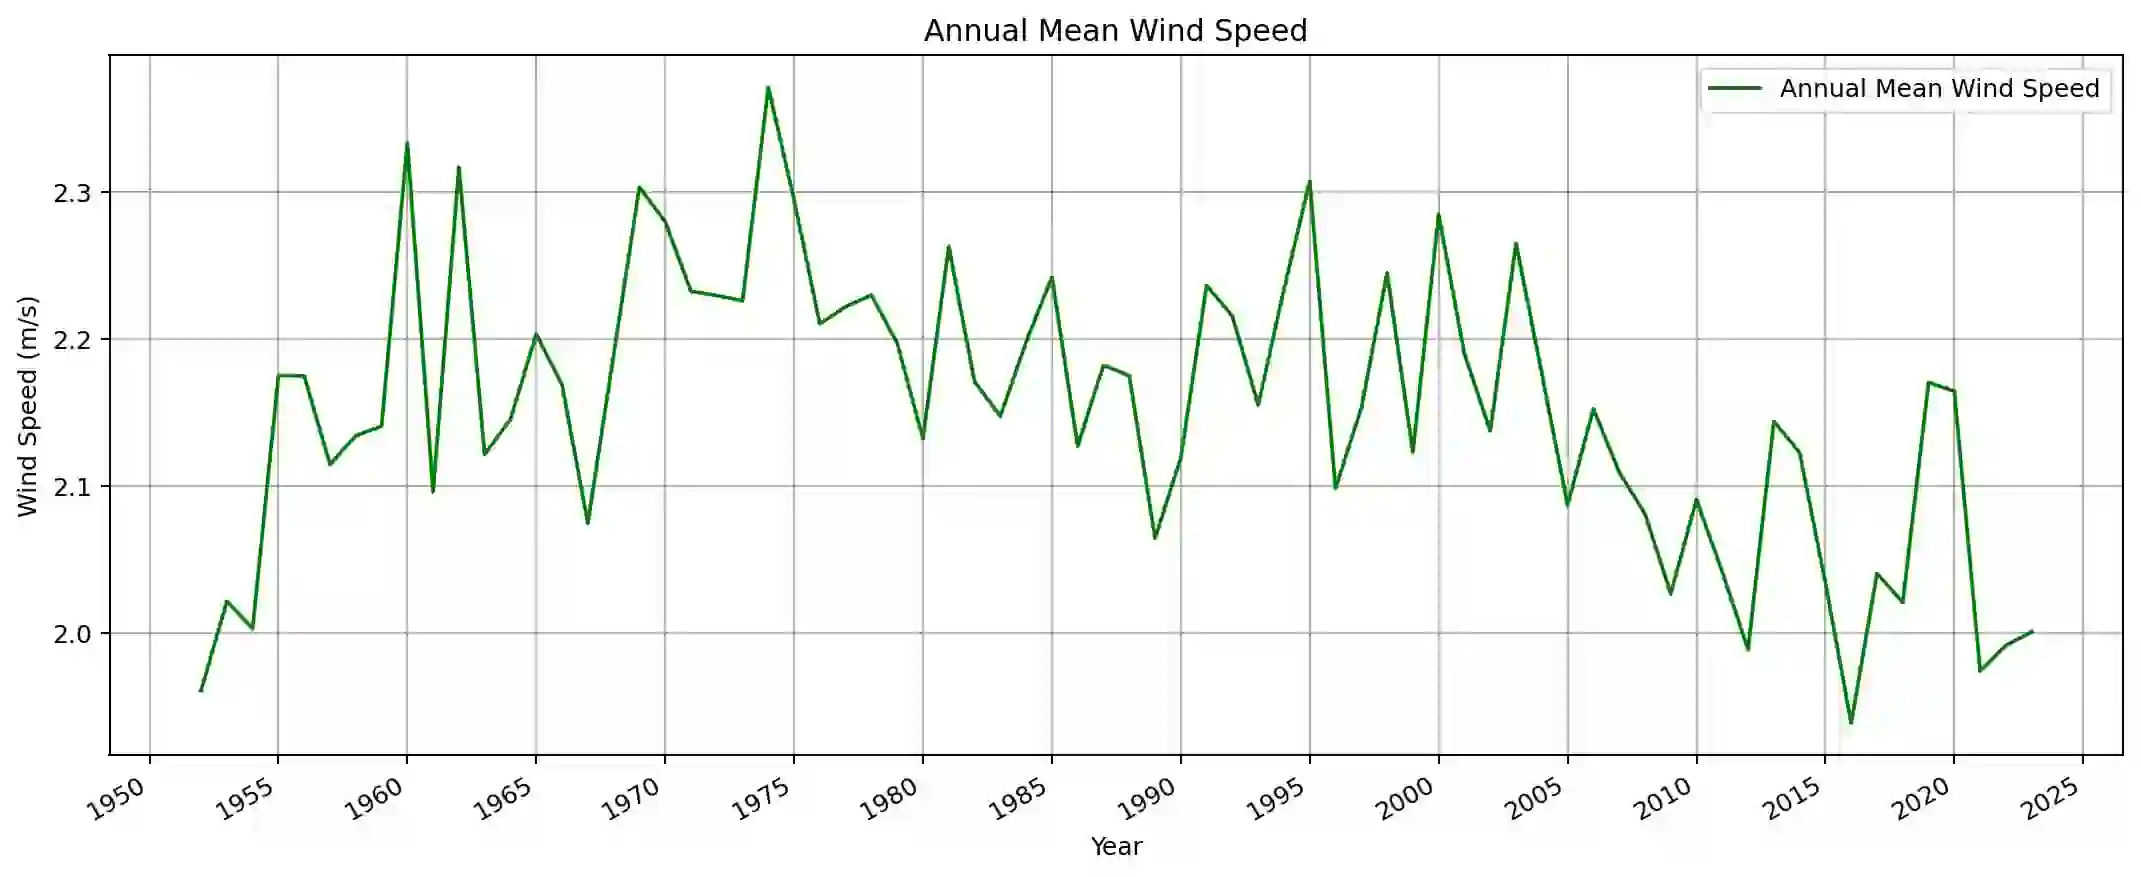 Annual Mean Wind Speed
Annual Mean Wind Speed
Wind Speed (m/s)
2.3
2.2
2.1
2.0
1950 1955 1960 1965 1970 1975 1980 1985 1990 1995 2000 2005 2010 2015 2020 2025
Year